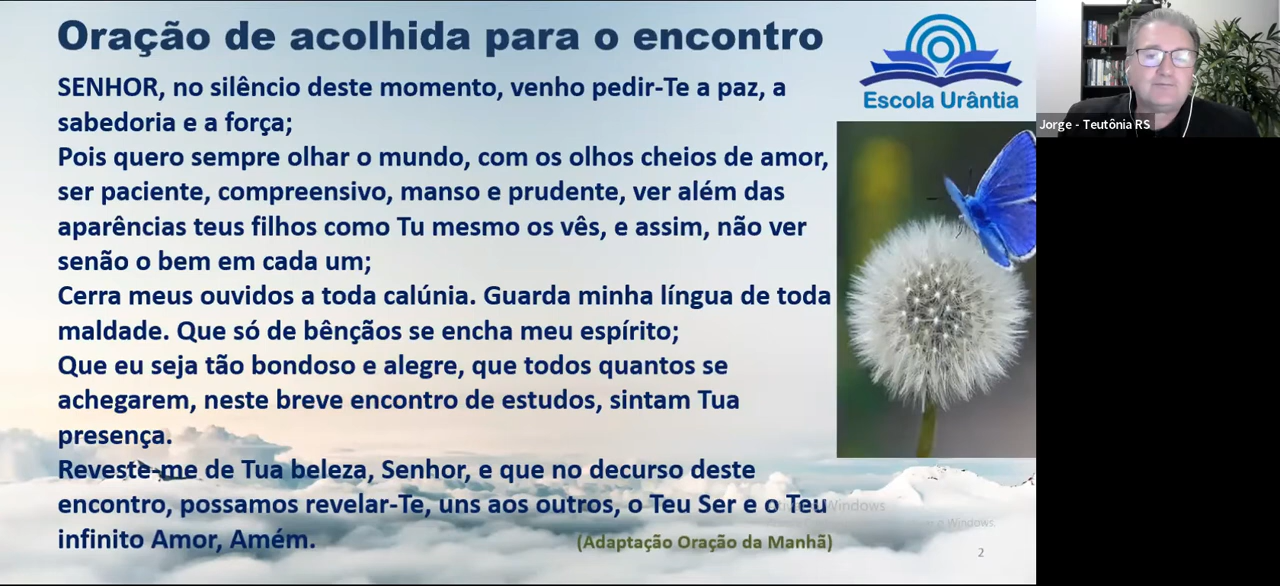 Oração de acolhida para o encontro
SENHOR, no silêncio deste momento, venho pedir-Te a paz, a
sabedoria e a força;
Pois quero sempre olhar o mundo, com os olhos cheios de amor,
ser paciente, compreensivo, manso e prudente, ver além das
aparências teus filhos como Tu mesmo os vês, e assim, não ver
senão o bem em cada um;
Cerra meus ouvidos a toda calúnia. Guarda minha língua de toda
maldade. Que só de bênçãos se encha meu espírito;
Que eu seja tão bondoso e alegre, que todos quantos se
achegarem, neste breve encontro de estudos, sintam Tua
presença.
Reveste-me de Tua beleza, Senhor, e que no decurso deste
encontro, possamos revelar-Te, uns aos outros, o Teu Ser e o Teu
infinito Amor, Amém.
(Adaptação Oração da Manhã)
2
Escola Urântia
Jorge - Teutônia RS
Windows
o Windows.